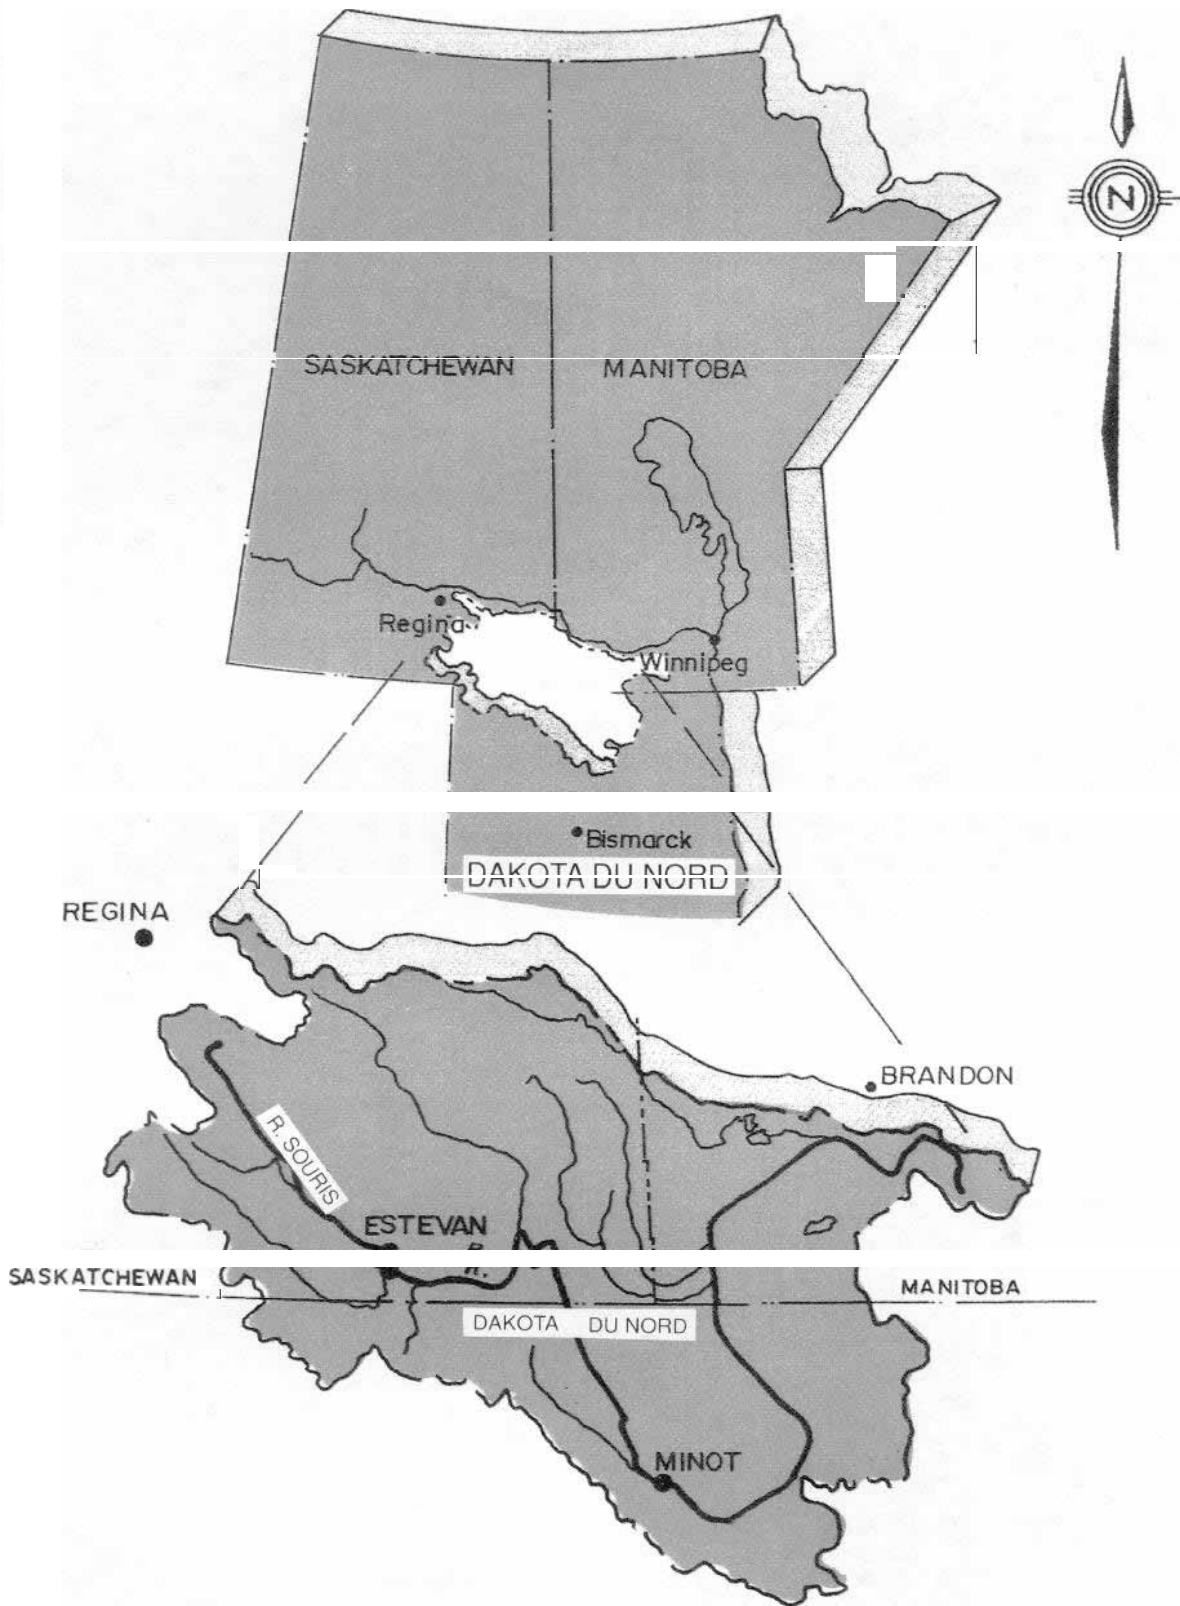 N
SASKATCHEWAN
MANITOBA
Regina
Winnipeg
Bismarck
DAKOTA DU NORD
REGINA
BRANDON
R. SOURIS
ESTEVAN
R.
SASKATCHEWAN
MANITOBA
DAKOTA DU NORD
MINOT